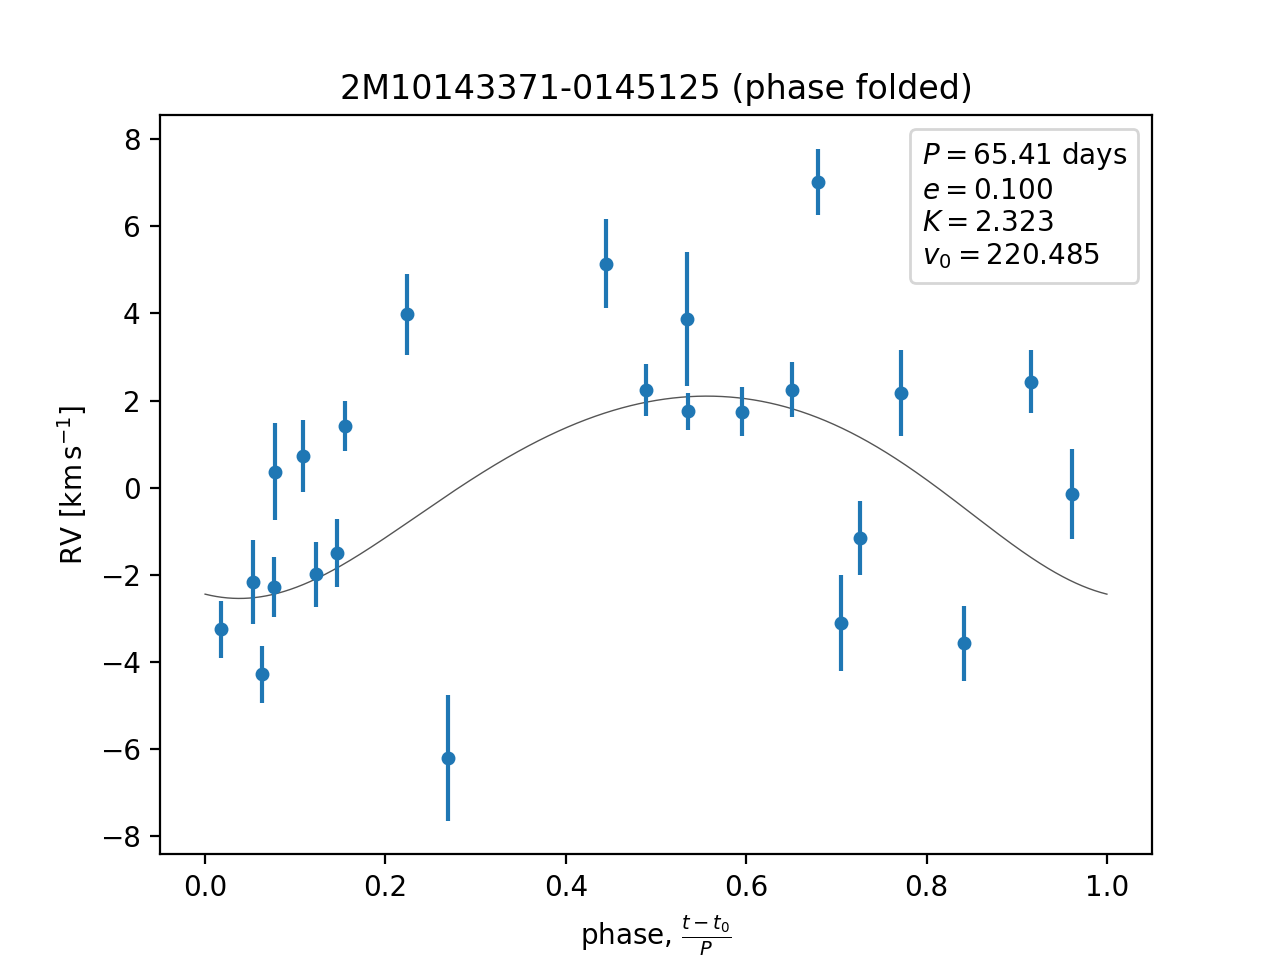 2M10143371-0145125 (phase folded)
P = 65.41 days
e = 0.100
K = 2.323
v₀ = 220.485
RV [km s⁻¹]
8
6
4
2
0
−2
−4
−6
−8
0.0 0.2 0.4 0.6 0.8 1.0
phase, (t − t₀)/P